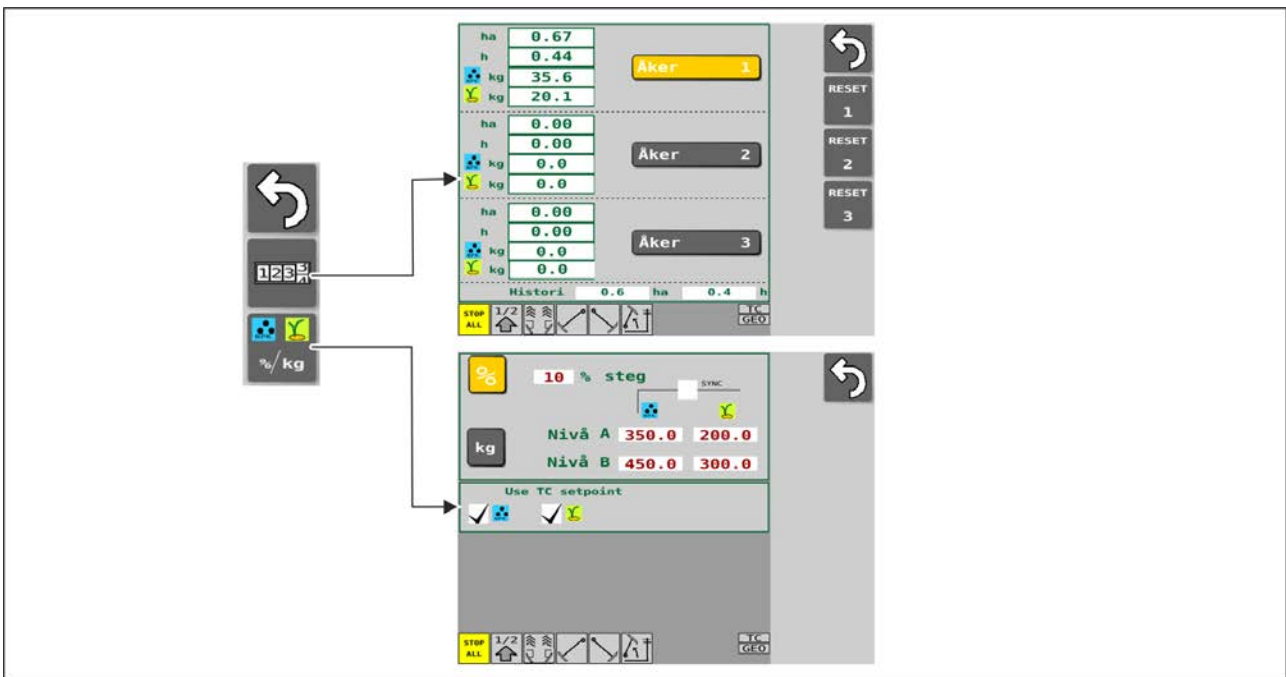 ha 0.67
h 0.44
kg 35.6
kg 20.1
Åker 1
RESET
1
ha 0.00
h 0.00
kg 0.0
kg 0.0
Åker 2
RESET
2
ha 0.00
h 0.00
kg 0.0
kg 0.0
Åker 3
RESET
3
Histori 0.6 ha 0.4 h
STOP
ALL
1/2
TC
GEO
123
%/kg
% 10 % steg
SYNC
kg
Nivå A 350.0 200.0
Nivå B 450.0 300.0
Use TC setpoint
STOP
ALL
1/2
TC
GEO